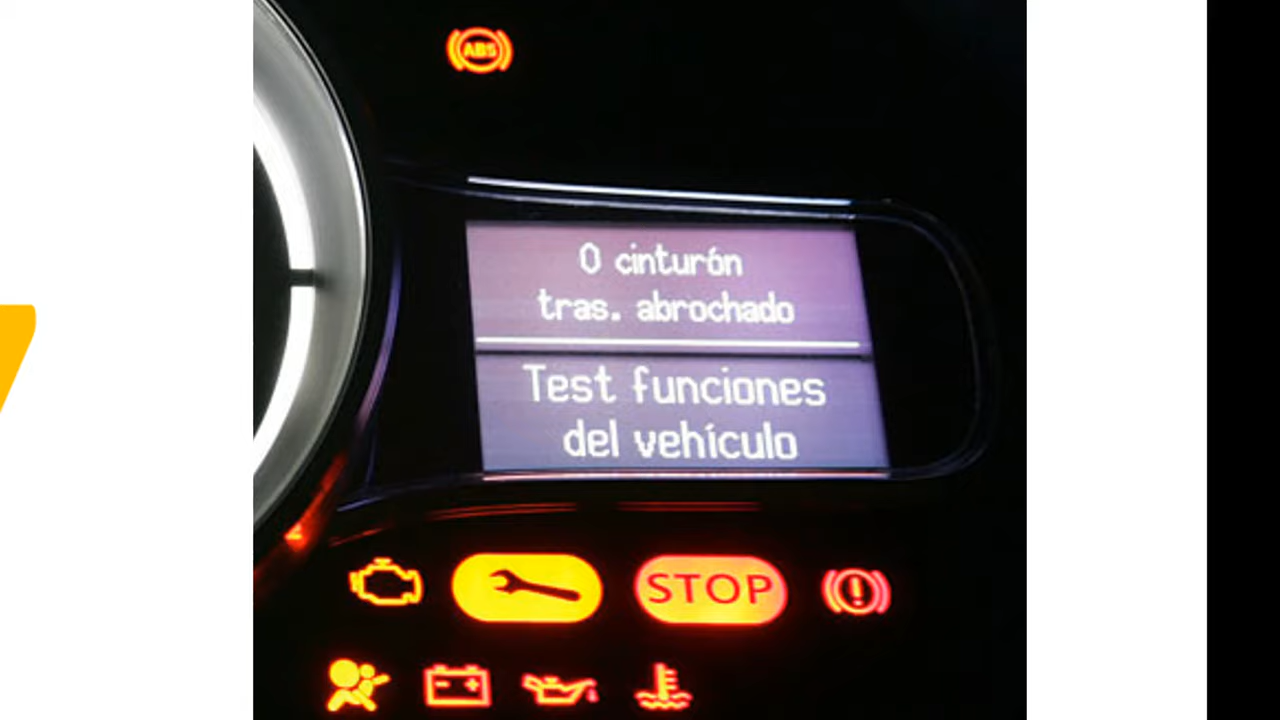 ABS
0 cinturón
tras. abrochado
Test funciones
del vehículo
STOP